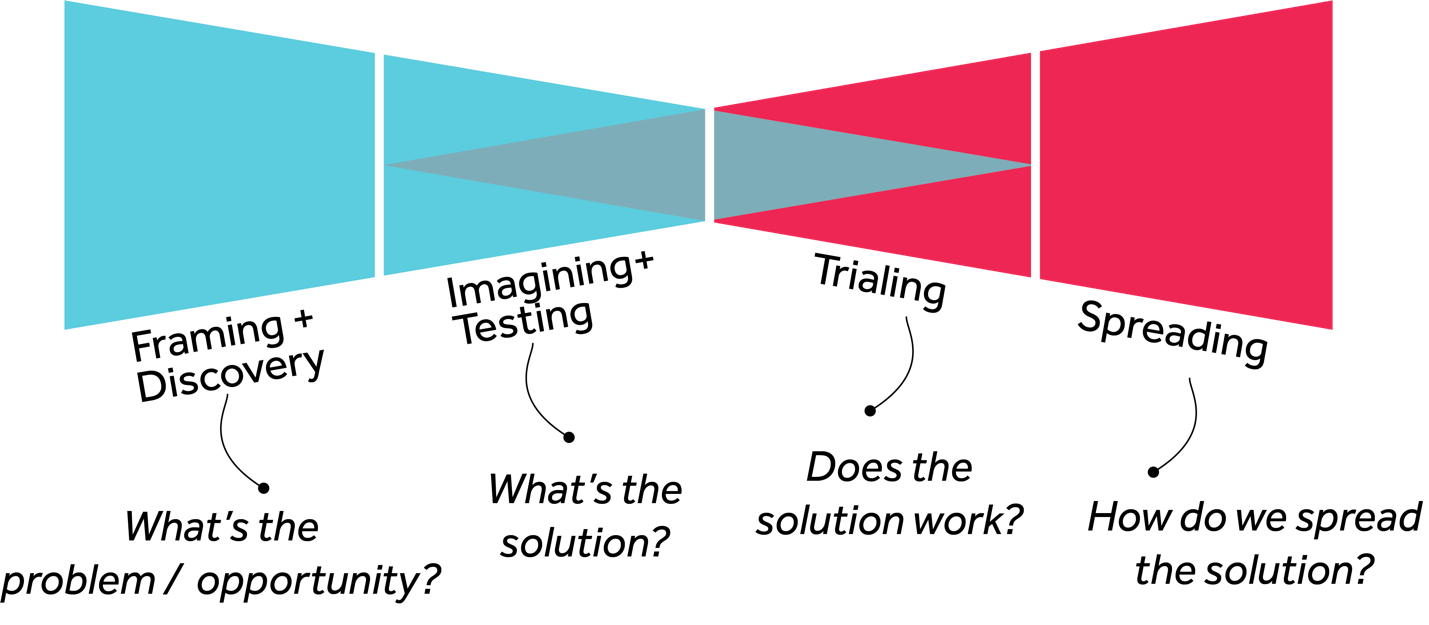 Framing +
Discovery
Imagining+
Testing
Trialing
Spreading
What's the
problem / opportunity?
What's the
solution?
Does the
solution work?
How do we spread
the solution?